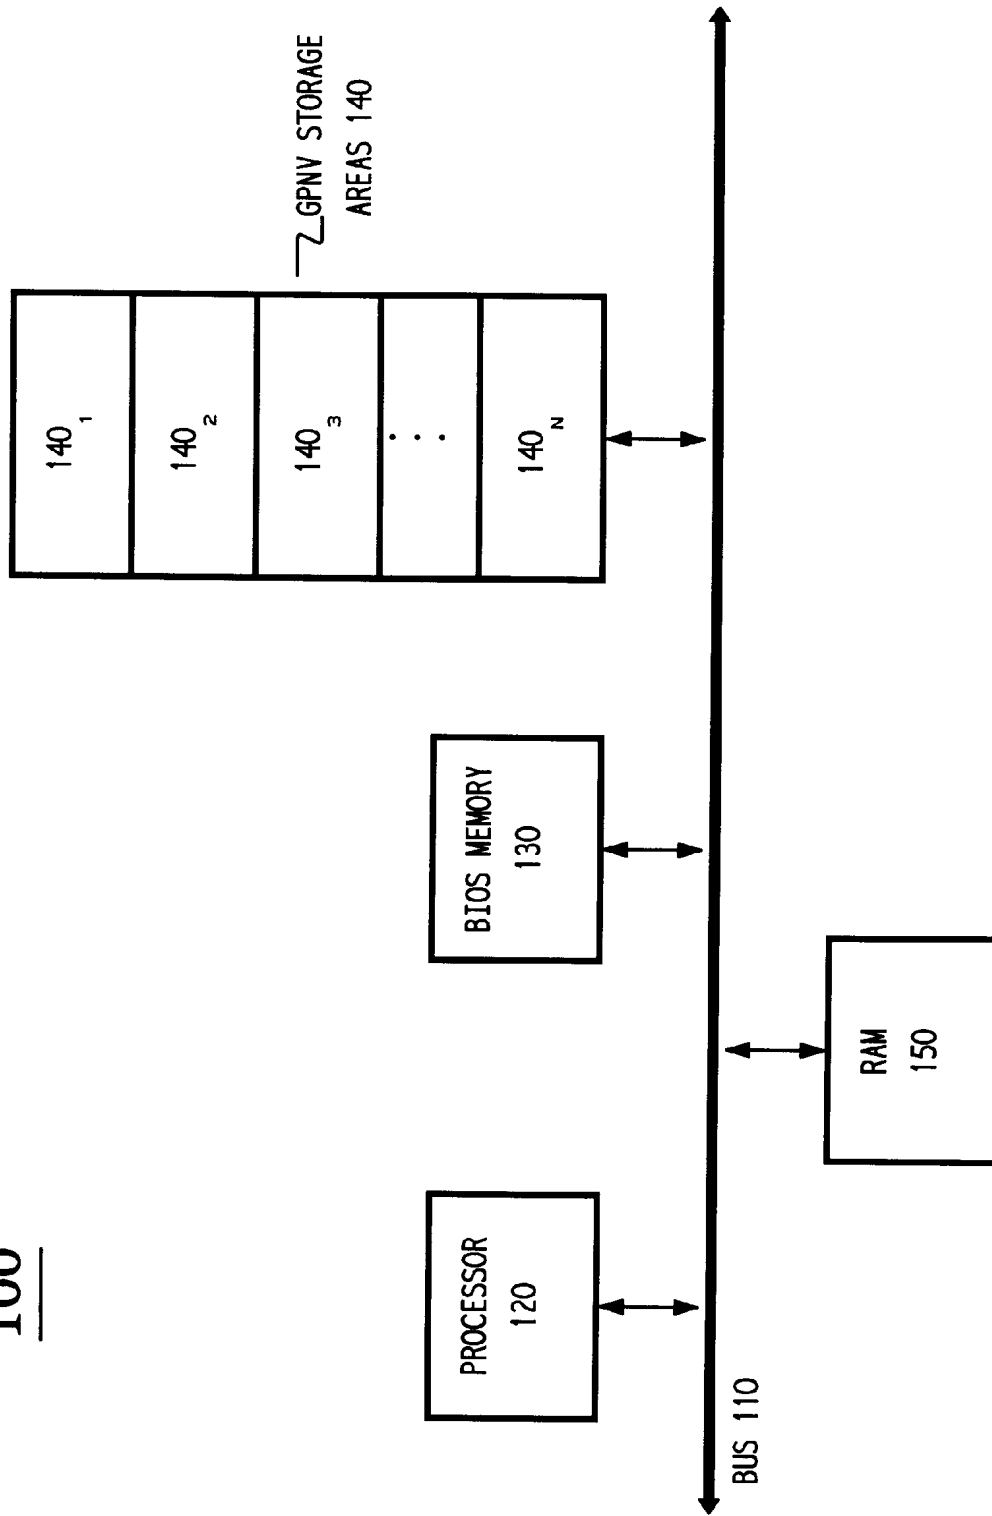 100
GPNV STORAGE
AREAS 140
140 1
140 2
140 3
. . .
140 N
PROCESSOR
120
BIOS MEMORY
130
BUS 110
RAM
150